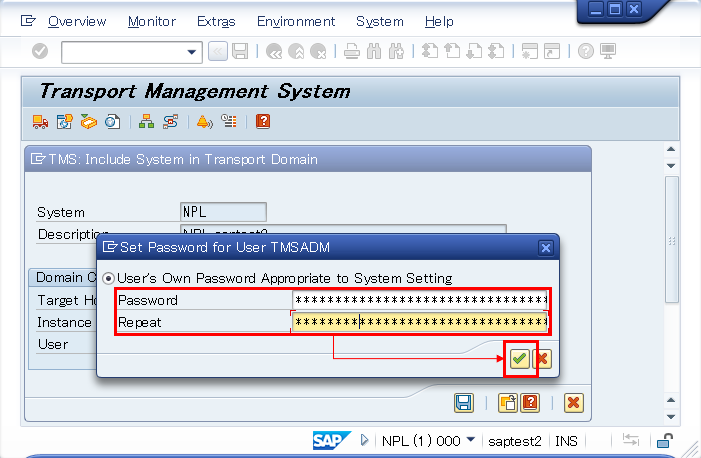 Overview Monitor Extras Environment System Help
Transport Management System
TMS: Include System in Transport Domain
System NPL
Description NPL saptest2
Set Password for User TMSADM
User's Own Password Appropriate to System Setting
Domain C
Password ********************************
Target Ho
Instance
Repeat ********************************
User
SAP NPL (1) 000 saptest2 INS